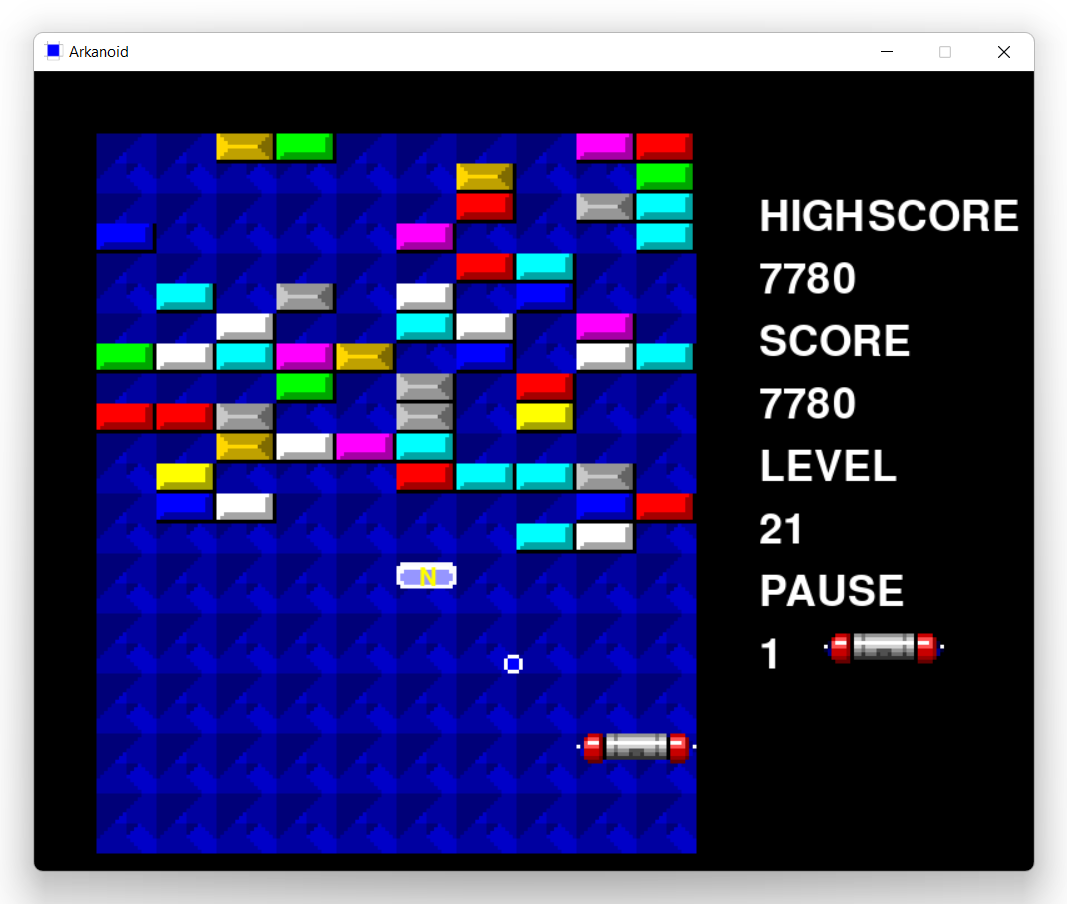 Arkanoid
HIGHSCORE
7780
SCORE
7780
LEVEL
21
N
PAUSE
1